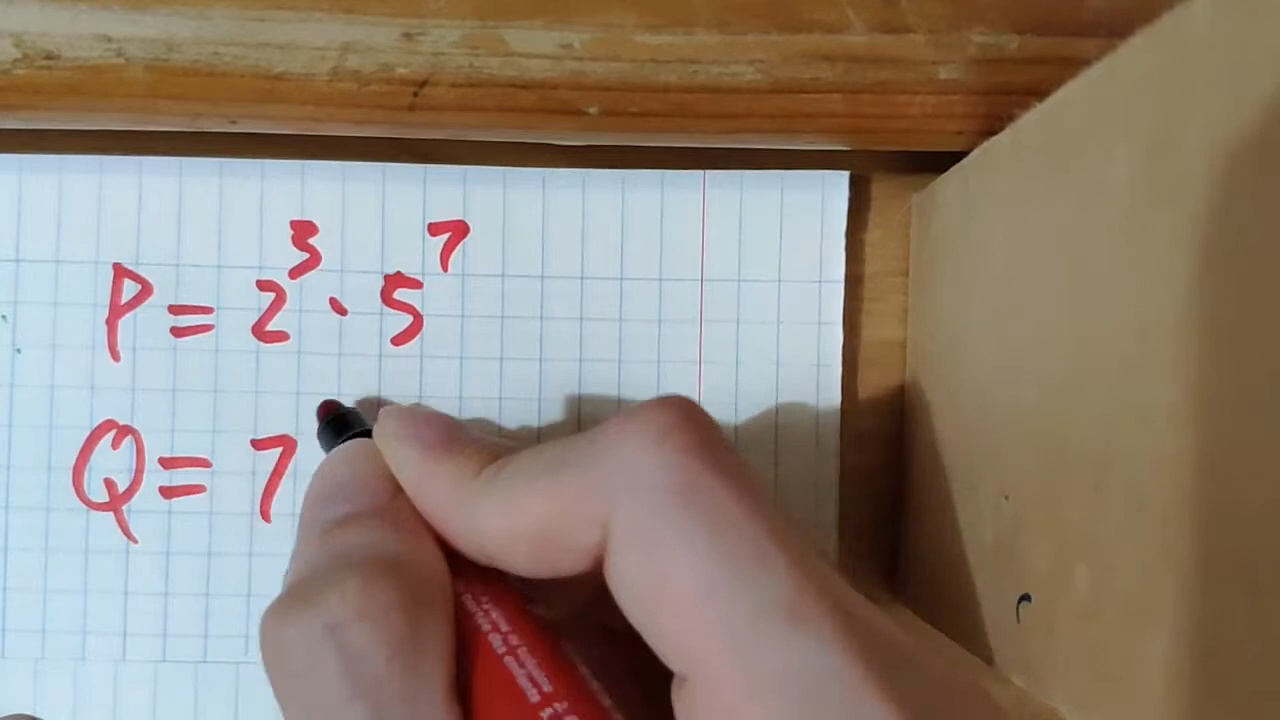 P = 2³ · 5⁷
Q = 7